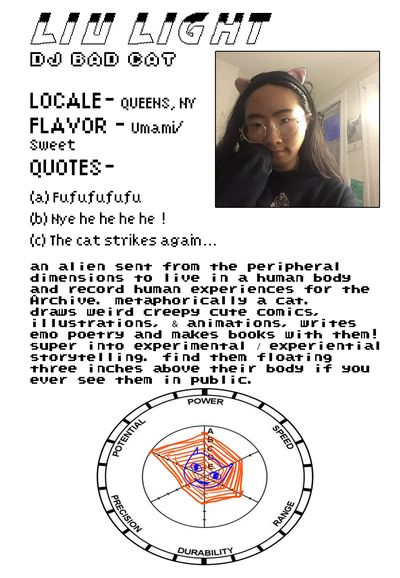 LIU LIGHT
DJ BAD CAT
LOCALE- QUEENS, NY
FLAVOR - Umami/
Sweet
QUOTES-
(a) Fufufufufufu
(b) Nye he he he he !
(c) The cat strikes again...
an alien sent from the peripheral
dimensions to live in a human body
and record human experiences for the
Archive. metaphorically a cat.
draws weird creepy cute comics,
illustrations, & animations, writes
emo poetry and makes books with them!
super into experimental / experiential
storytelling. find them floating
three inches above their body if you
ever see them in public.
POWER
SPEED
RANGE
DURABILITY
PRECISION
POTENTIAL
A
B
C
D
E